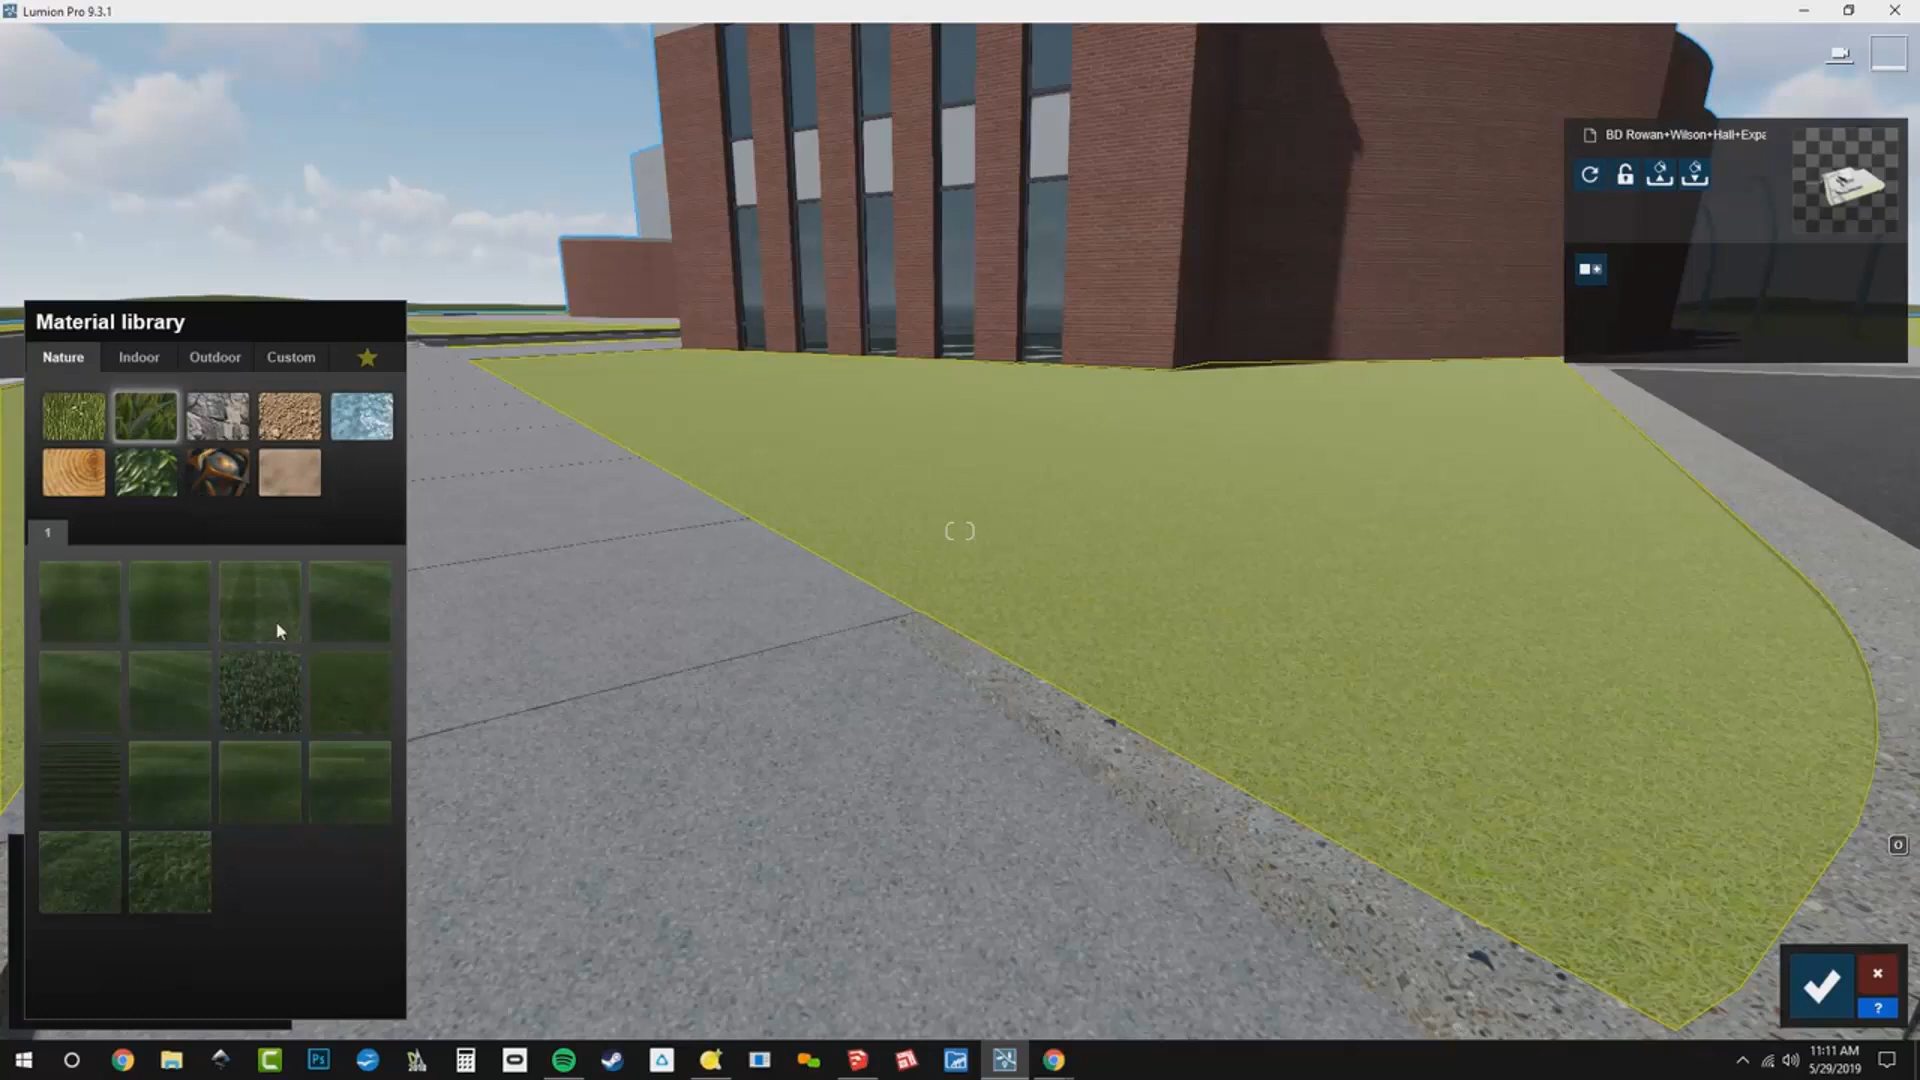 Lumion Pro 9.3.1
BD Rowan+Wilson+Hall+Expa
Material library
Nature Indoor Outdoor Custom
1
O
?
Ps
11:11 AM
5/29/2019